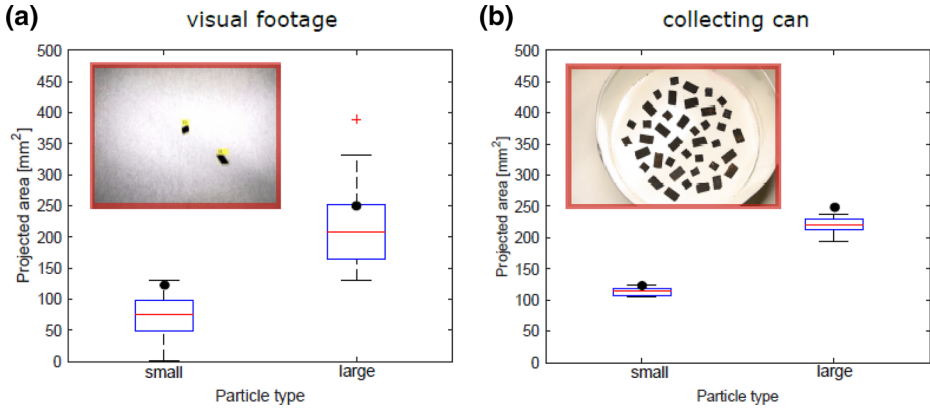 (a)
visual footage
500
450
400
350
300
250
200
150
100
50
0
Projected area [mm²]
small
large
Particle type
(b)
collecting can
500
450
400
350
300
250
200
150
100
50
0
Projected area [mm²]
small
large
Particle type